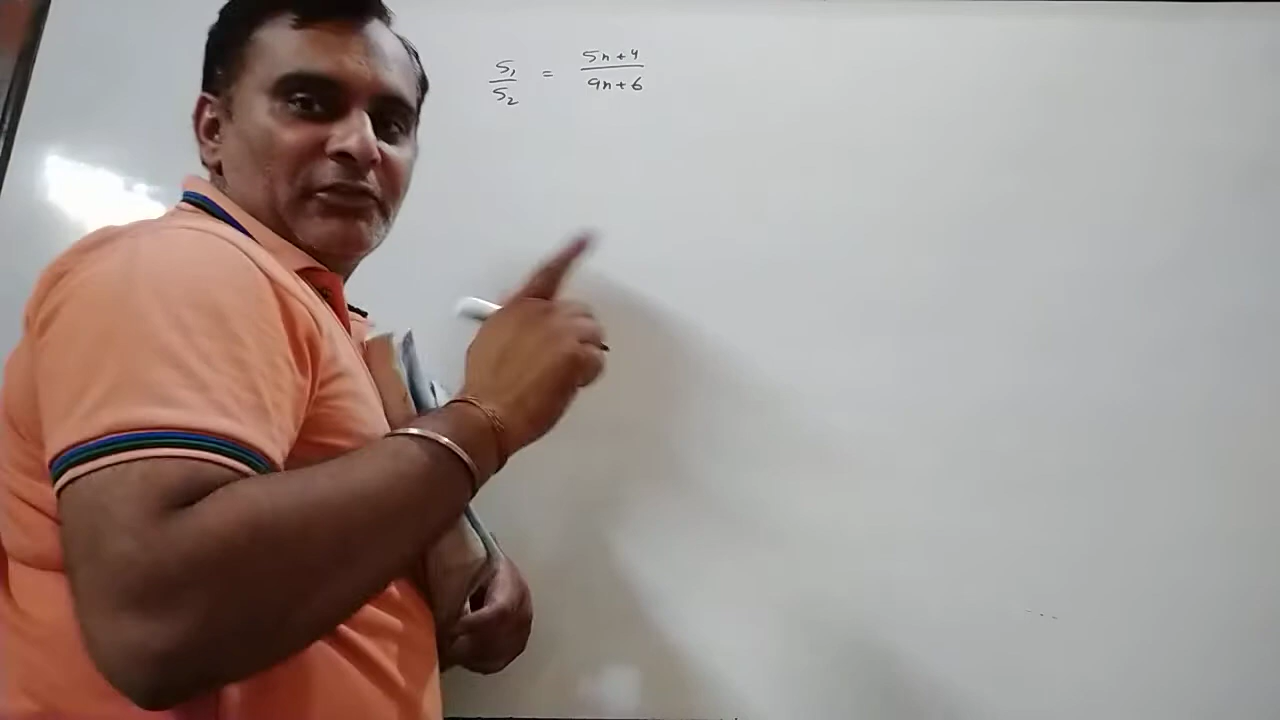 S₁/S₂ = (5n+4)/(9n+6)